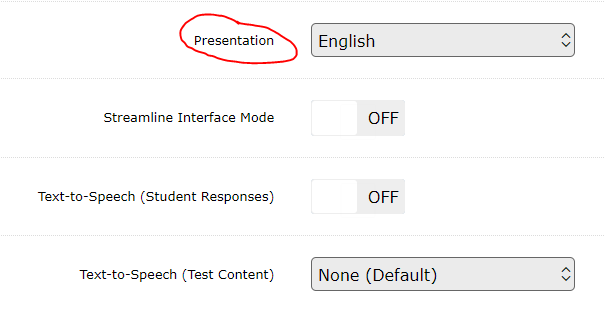 Presentation English
Streamline Interface Mode OFF
Text-to-Speech (Student Responses) OFF
Text-to-Speech (Test Content) None (Default)